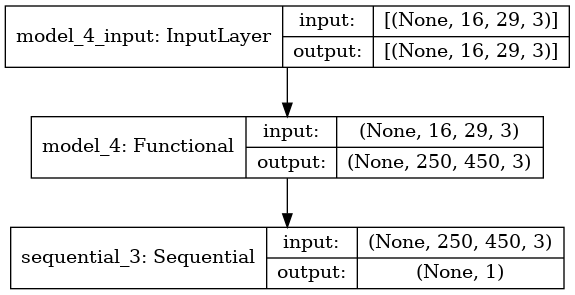 model_4_input: InputLayer
input: [(None, 16, 29, 3)]
output: [(None, 16, 29, 3)]
model_4: Functional
input: (None, 16, 29, 3)
output: (None, 250, 450, 3)
sequential_3: Sequential
input: (None, 250, 450, 3)
output: (None, 1)